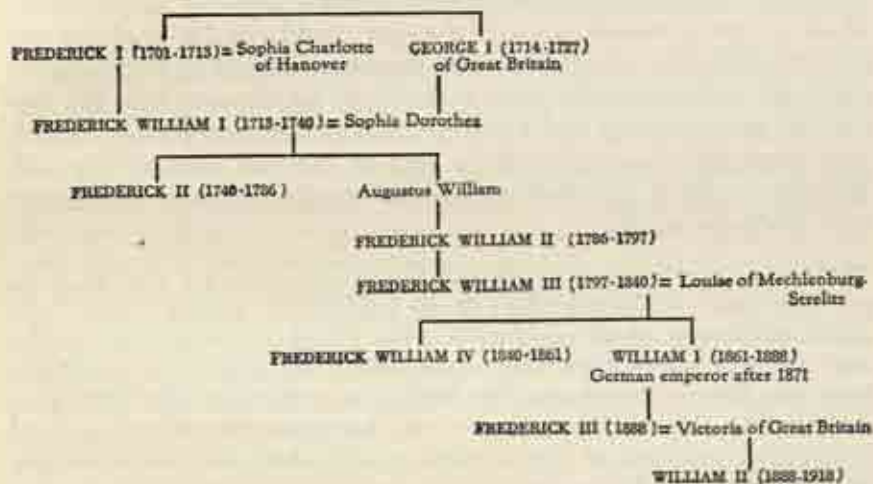 FREDERICK I (1701-1713)= Sophia Charlotte GEORGE I (1714-1727)
of Hanover of Great Britain
FREDERICK WILLIAM I (1713-1740)= Sophia Dorothea
FREDERICK II (1740-1786) Augustus William
FREDERICK WILLIAM II (1786-1797)
FREDERICK WILLIAM III (1797-1840)= Louise of Mechlenburg-
Strelitz
FREDERICK WILLIAM IV (1840-1861) WILLIAM I (1861-1888)
German emperor after 1871
FREDERICK III (1888)= Victoria of Great Britain
WILLIAM II (1888-1918)